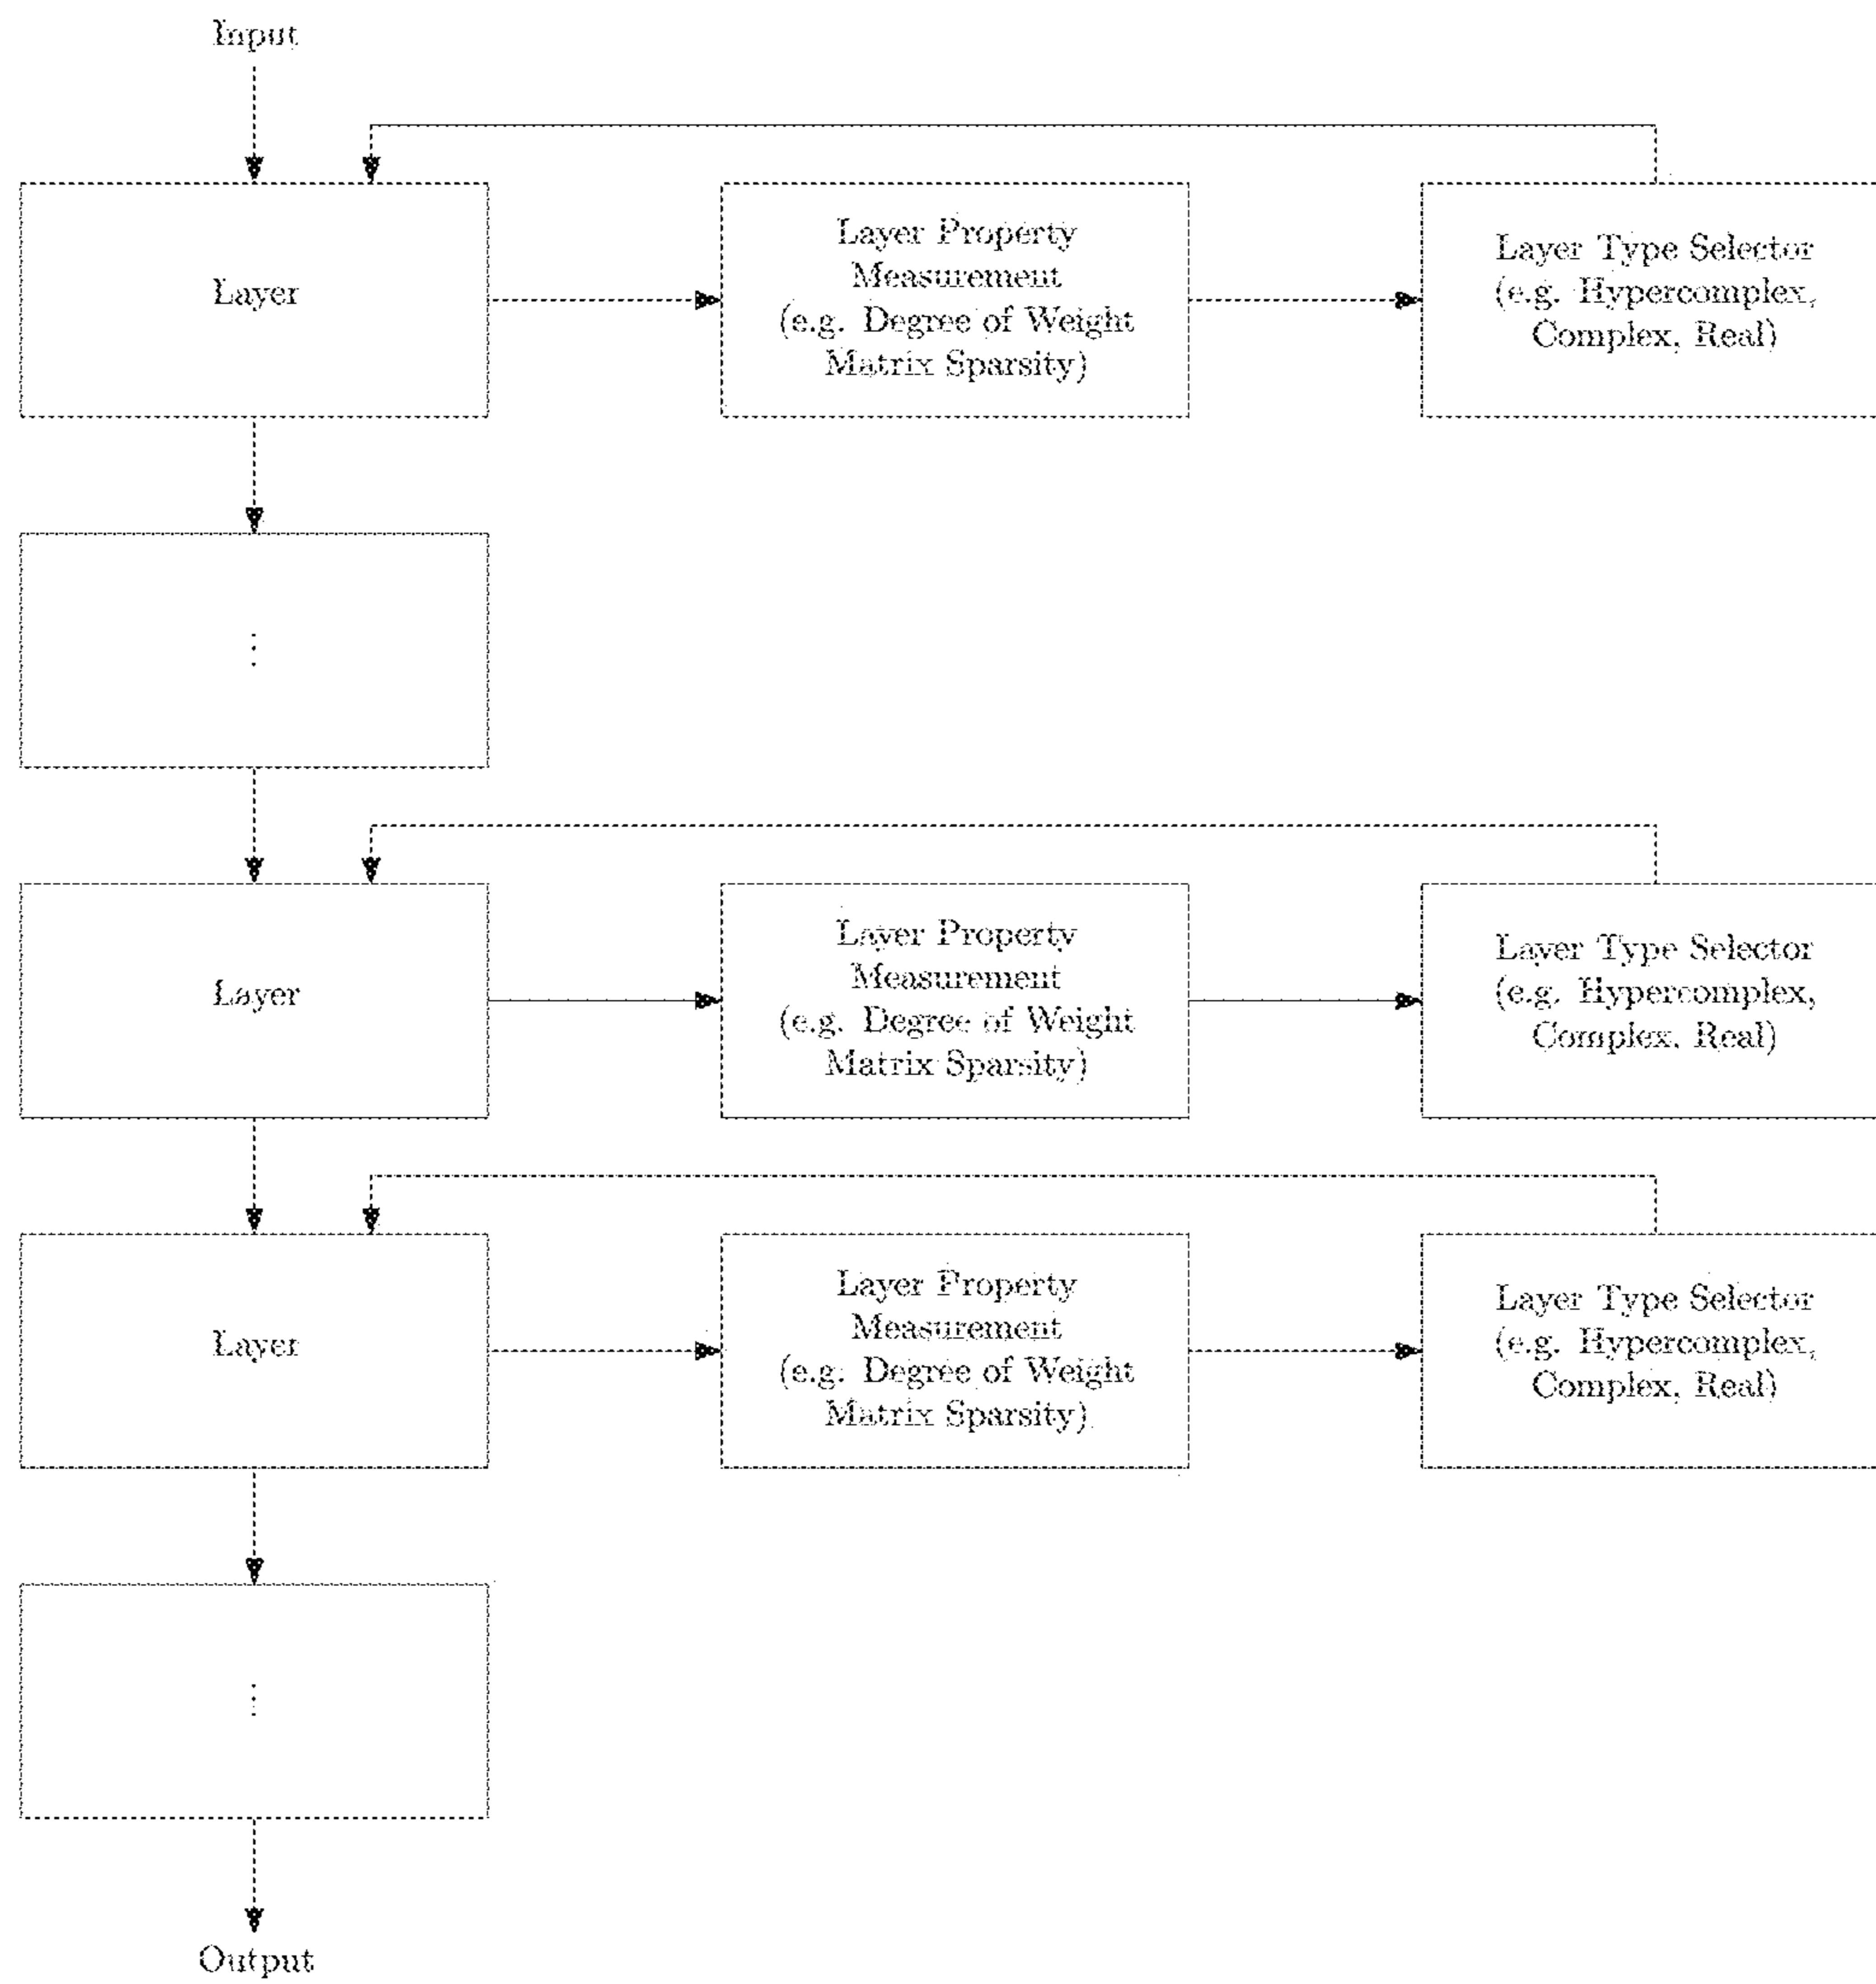 Input
Layer
Layer Property
Measurement
(e.g. Degree of Weight
Matrix Sparsity)
Layer Type Selector
(e.g. Hypercomplex,
Complex, Real)
⋮
Layer
Layer Property
Measurement
(e.g. Degree of Weight
Matrix Sparsity)
Layer Type Selector
(e.g. Hypercomplex,
Complex, Real)
Layer
Layer Property
Measurement
(e.g. Degree of Weight
Matrix Sparsity)
Layer Type Selector
(e.g. Hypercomplex,
Complex, Real)
⋮
Output